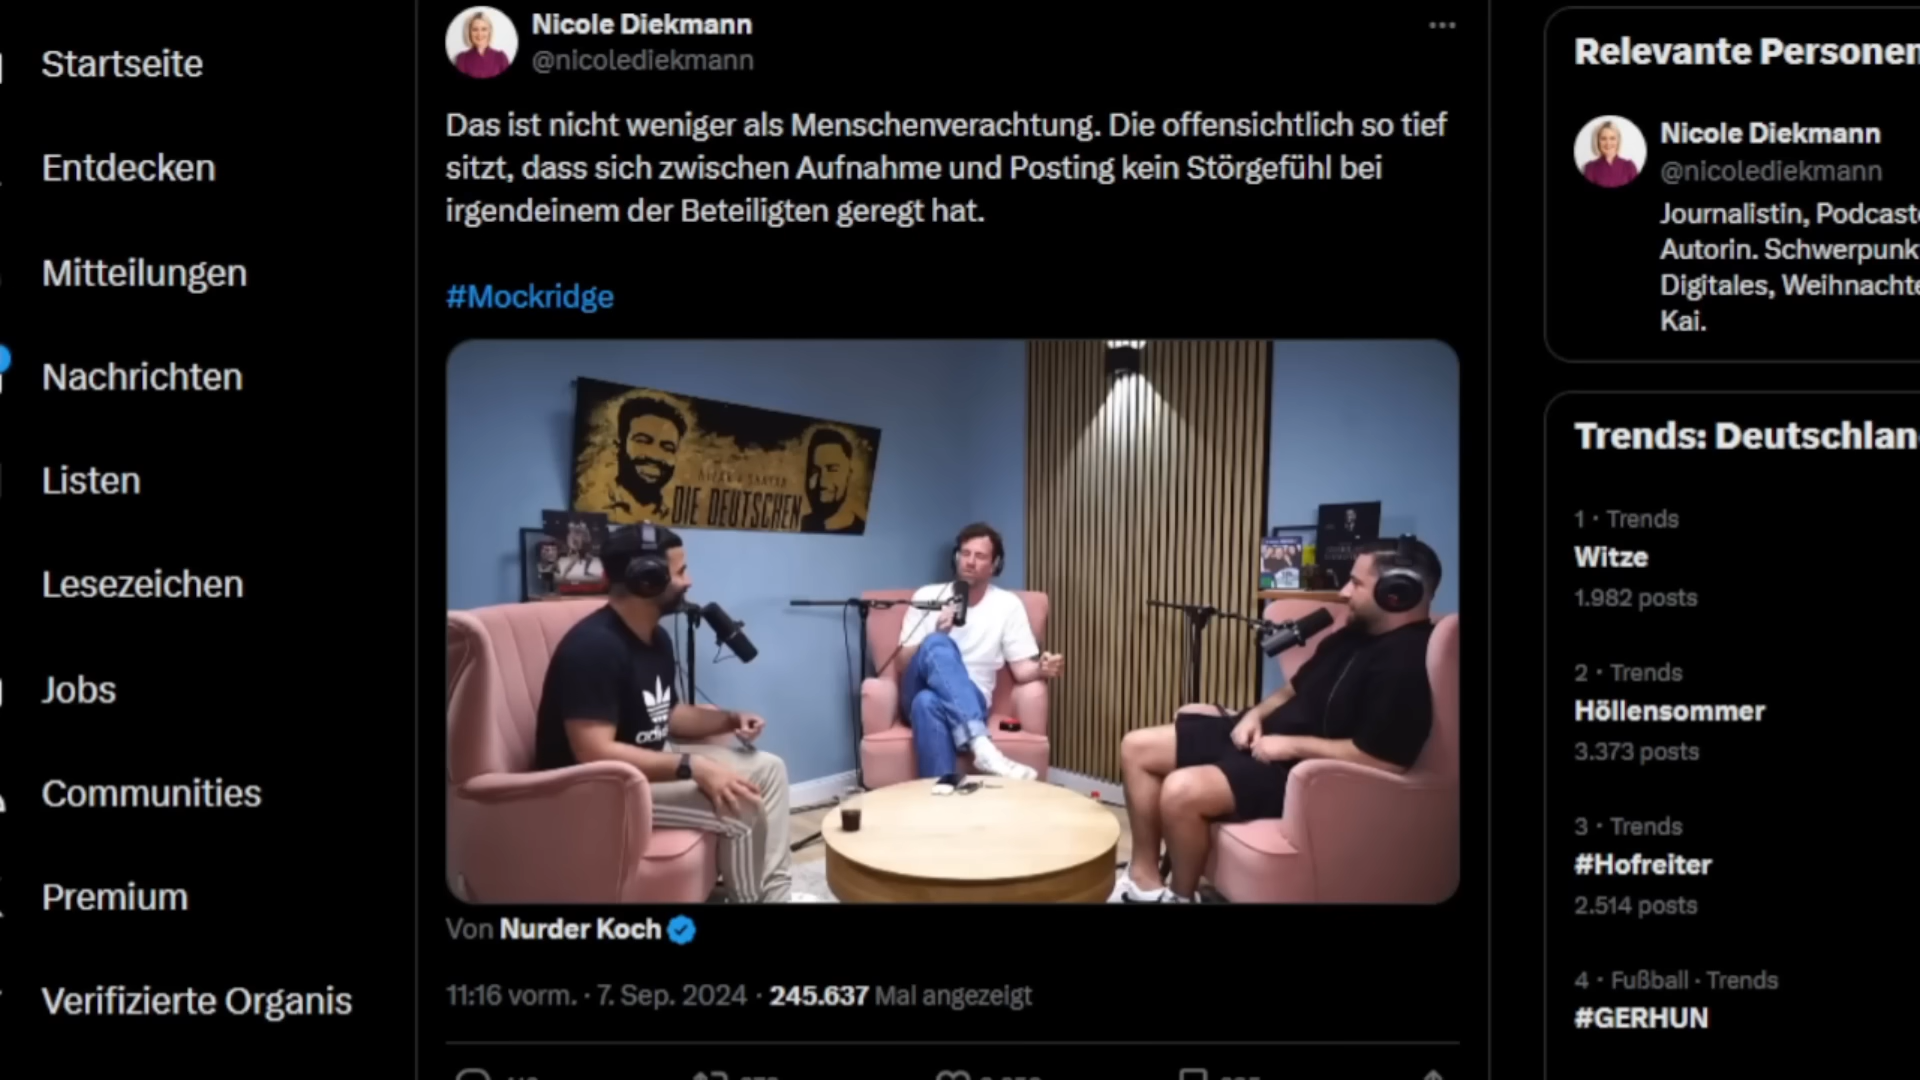 Startseite
Entdecken
Mitteilungen
Nachrichten
Listen
Lesezeichen
Jobs
Communities
Premium
Verifizierte Organis
Nicole Diekmann
@nicolediekmann
Das ist nicht weniger als Menschenverachtung. Die offensichtlich so tief
sitzt, dass sich zwischen Aufnahme und Posting kein Störgefühl bei
irgendeinem der Beteiligten geregt hat.
#Mockridge
DIE DEUTSCHEN
Von Nurder Koch
11:16 vorm. · 7. Sep. 2024 · 245.637 Mal angezeigt
Relevante Personen
Nicole Diekmann
@nicolediekmann
Journalistin, Podcaste
Autorin. Schwerpunk
Digitales, Weihnachte
Kai.
Trends: Deutschlan
1 · Trends
Witze
1.982 posts
2 · Trends
Höllensommer
3.373 posts
3 · Trends
#Hofreiter
2.514 posts
4 · Fußball · Trends
#GERHUN